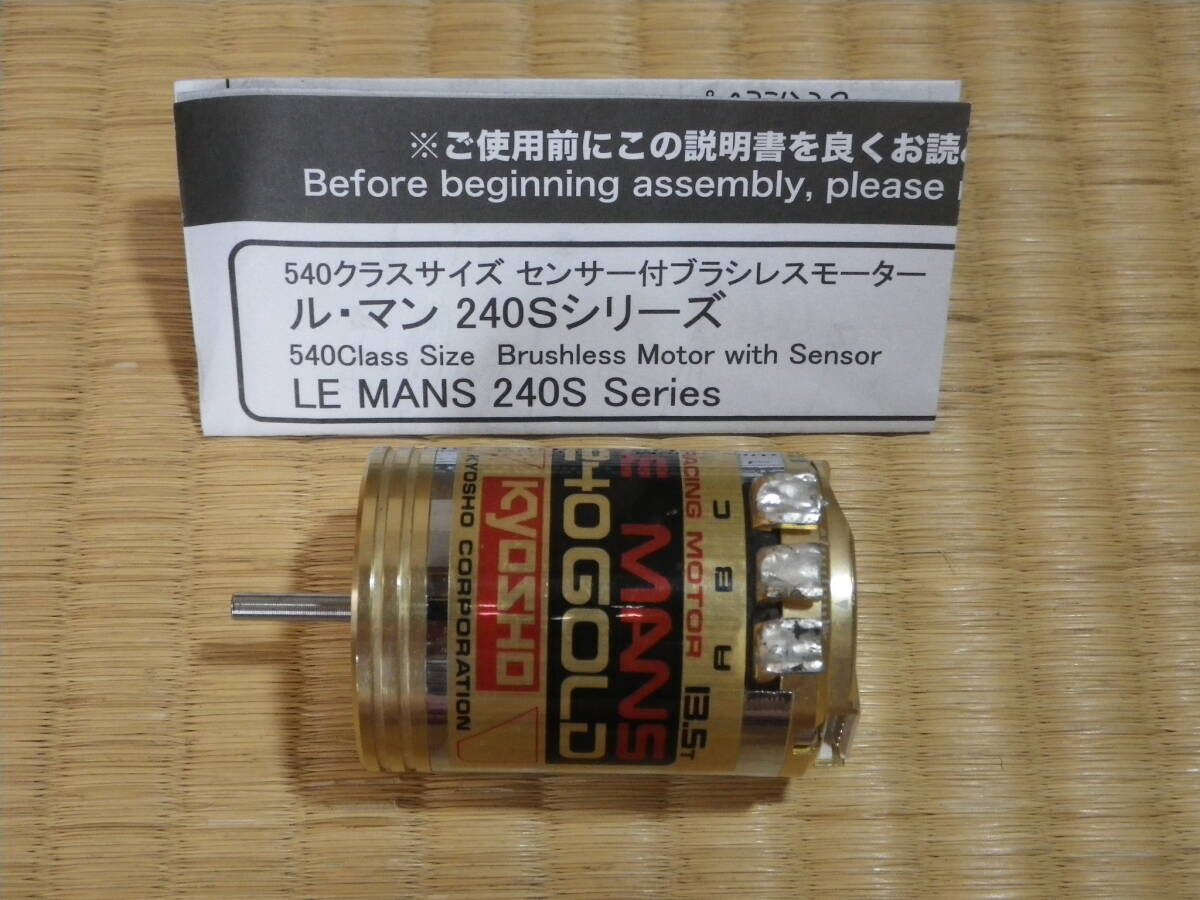 ※ご使用前にこの説明書を良くお読
Before beginning assembly, please
540クラスサイズ センサー付ブラシレスモーター
ル・マン 240Sシリーズ
540Class Size Brushless Motor with Sensor
LE MANS 240S Series
KYOSHO CORPORATION
KYOSHO
HOGOLD
E MANS
RACING MOTOR 13.5T
C B A